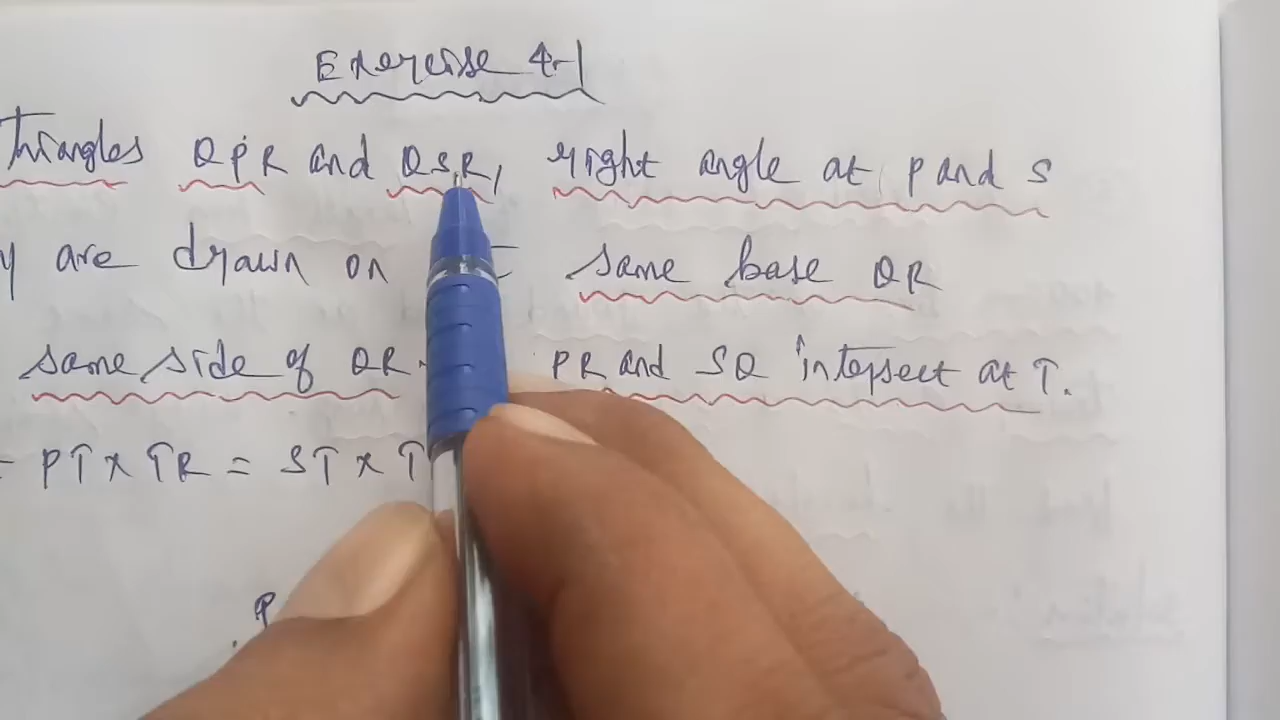 Exercise 4.1
Triangles QPR and QSR, right angle at P and S
y are drawn on same base QR
same side of QR. PR and SQ intersect at T.
PT x TR = ST x T
P